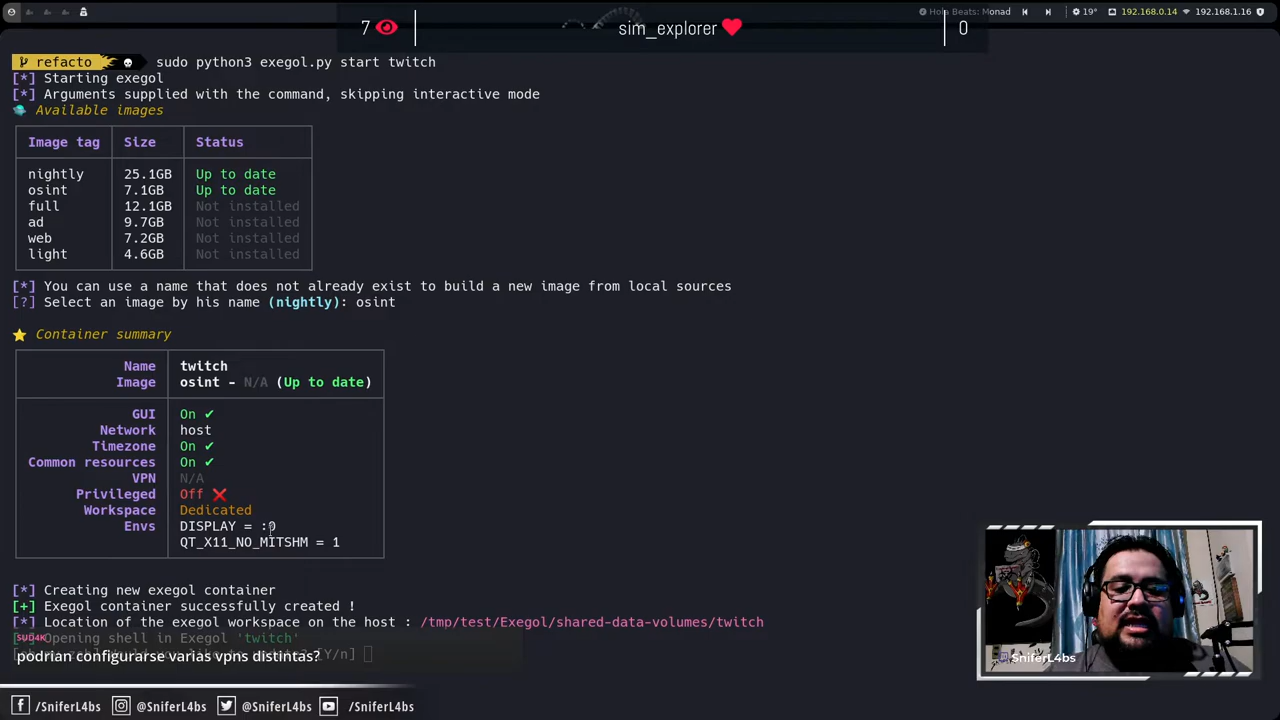 Hola Beats: Monad
19°
192.168.0.14
192.168.1.16
7
sim_explorer
0
refacto sudo python3 exegol.py start twitch
[*] Starting exegol
[*] Arguments supplied with the command, skipping interactive mode
Available images
Image tag Size Status
nightly 25.1GB Up to date
osint 7.1GB Up to date
full 12.1GB Not installed
ad 9.7GB Not installed
web 7.2GB Not installed
light 4.6GB Not installed
[*] You can use a name that does not already exist to build a new image from local sources
[?] Select an image by his name (nightly): osint
Container summary
Name twitch
Image osint - N/A (Up to date)
GUI On ✔
Network host
Timezone On ✔
Common resources On ✔
VPN N/A
Privileged Off ❌
Workspace Dedicated
Envs DISPLAY = :0
QT_X11_NO_MITSHM = 1
[*] Creating new exegol container
[+] Exegol container successfully created !
[*] Location of the exegol workspace on the host : /tmp/test/Exegol/shared-data-volumes/twitch
Opening shell in Exegol 'twitch'
SUD4K
podrian configurarse varias vpns distintas?
[Y/n]
SniferL4bs
/SniferL4bs @SniferL4bs @SniferL4bs /SniferL4bs